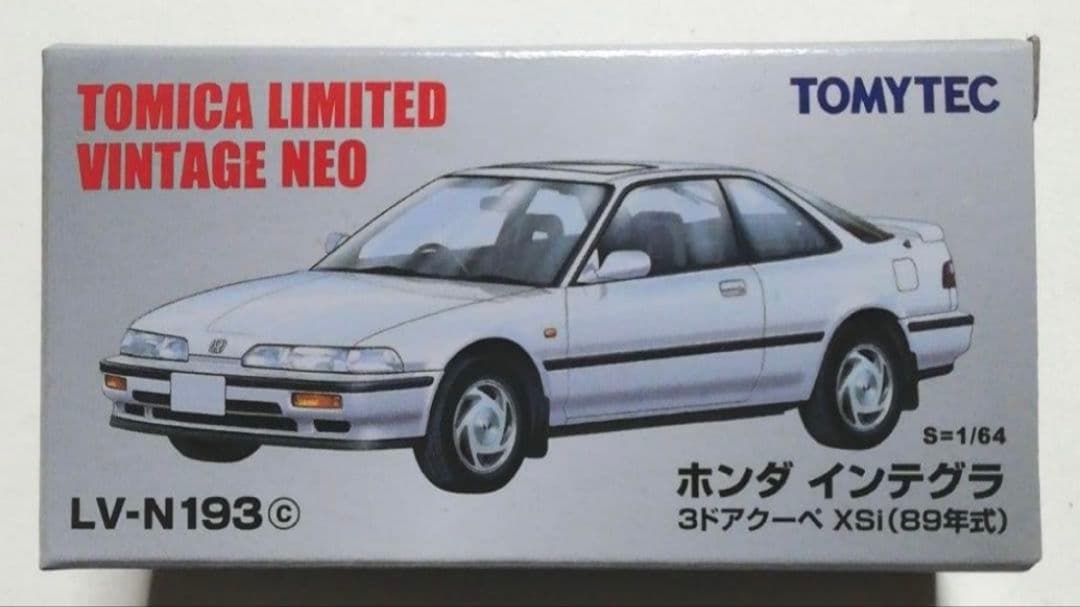 TOMICA LIMITED
VINTAGE NEO
TOMYTEC
S=1/64
LV-N193ⓒ
ホンダ インテグラ
3ドアクーペ XSi(89年式)